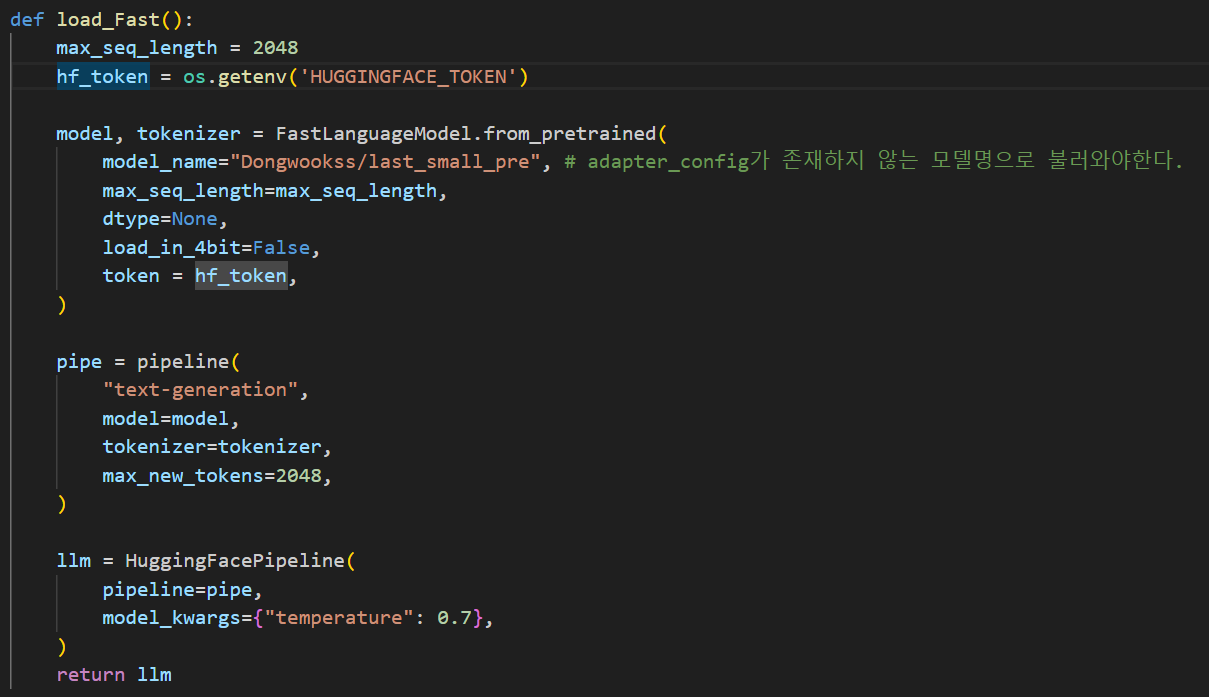 def load_Fast():
    max_seq_length = 2048
    hf_token = os.getenv('HUGGINGFACE_TOKEN')
    model, tokenizer = FastLanguageModel.from_pretrained(
        model_name="Dongwookss/last_small_pre", # adapter_config가 존재하지 않는 모델명으로 불러와야한다.
        max_seq_length=max_seq_length,
        dtype=None,
        load_in_4bit=False,
        token = hf_token,
    )
    pipe = pipeline(
        "text-generation",
        model=model,
        tokenizer=tokenizer,
        max_new_tokens=2048,
    )
    llm = HuggingFacePipeline(
        pipeline=pipe,
        model_kwargs={"temperature": 0.7},
    )
    return llm